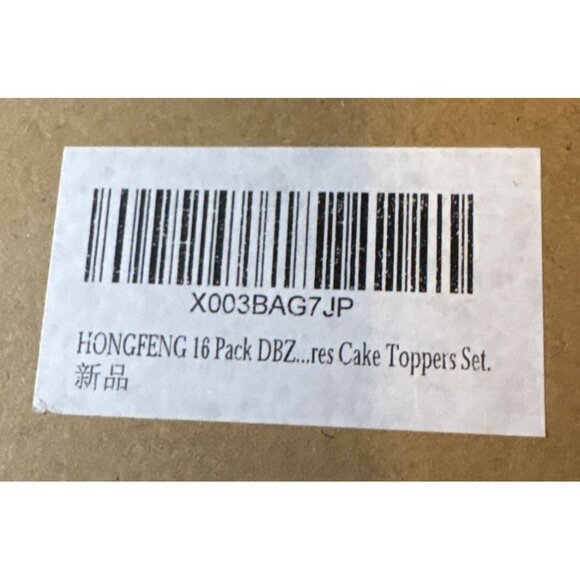 X003BAG7JP
HONGFENG 16 Pack DBZ...res Cake Toppers Set.
新品